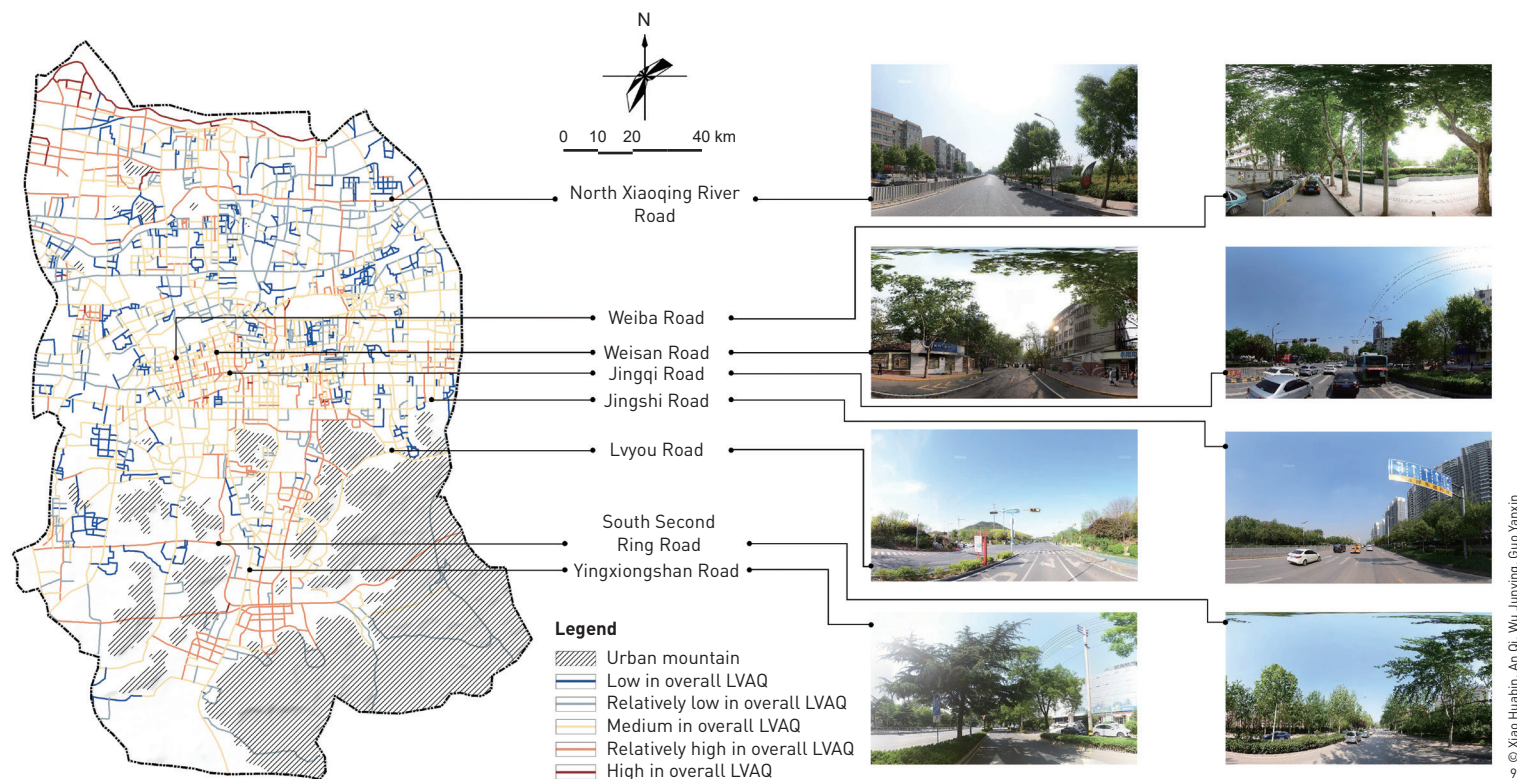 N
0 10 20 40 km
North Xiaoqing River
Road
Weiba Road
Weisan Road
Jingqi Road
Jingshi Road
Lvyou Road
South Second
Ring Road
Yingxiongshan Road
Legend
Urban mountain
Low in overall LVAQ
Relatively low in overall LVAQ
Medium in overall LVAQ
Relatively high in overall LVAQ
High in overall LVAQ
© Xiao Huabin, An Qi, Wu Junying, Guo Yanxin
9